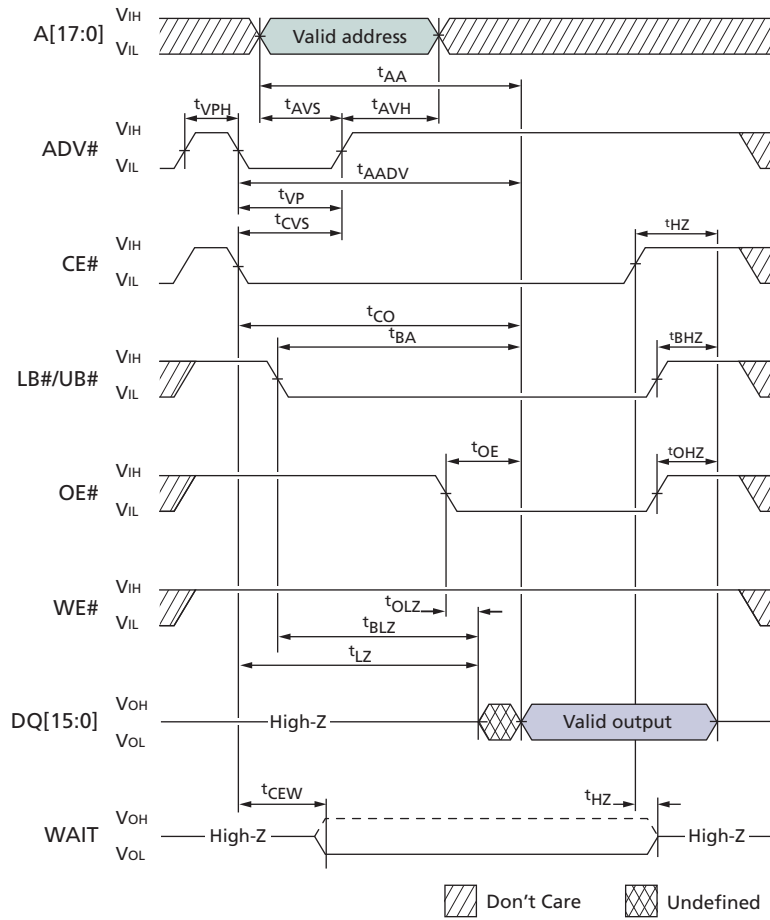 A[17:0]
VIH
VIL
Valid address
tAA
tVPH
tAVS
tAVH
ADV#
VIH
VIL
tAADV
tVP
tCVS
CE#
VIH
VIL
tHZ
tCO
tBA
LB#/UB#
VIH
VIL
tBHZ
tOE
OE#
VIH
VIL
tOHZ
WE#
VIH
VIL
tOLZ
tBLZ
tLZ
DQ[15:0]
VOH
VOL
High-Z
Valid output
tCEW
tHZ
WAIT
VOH
VOL
High-Z
High-Z
Don't Care
Undefined